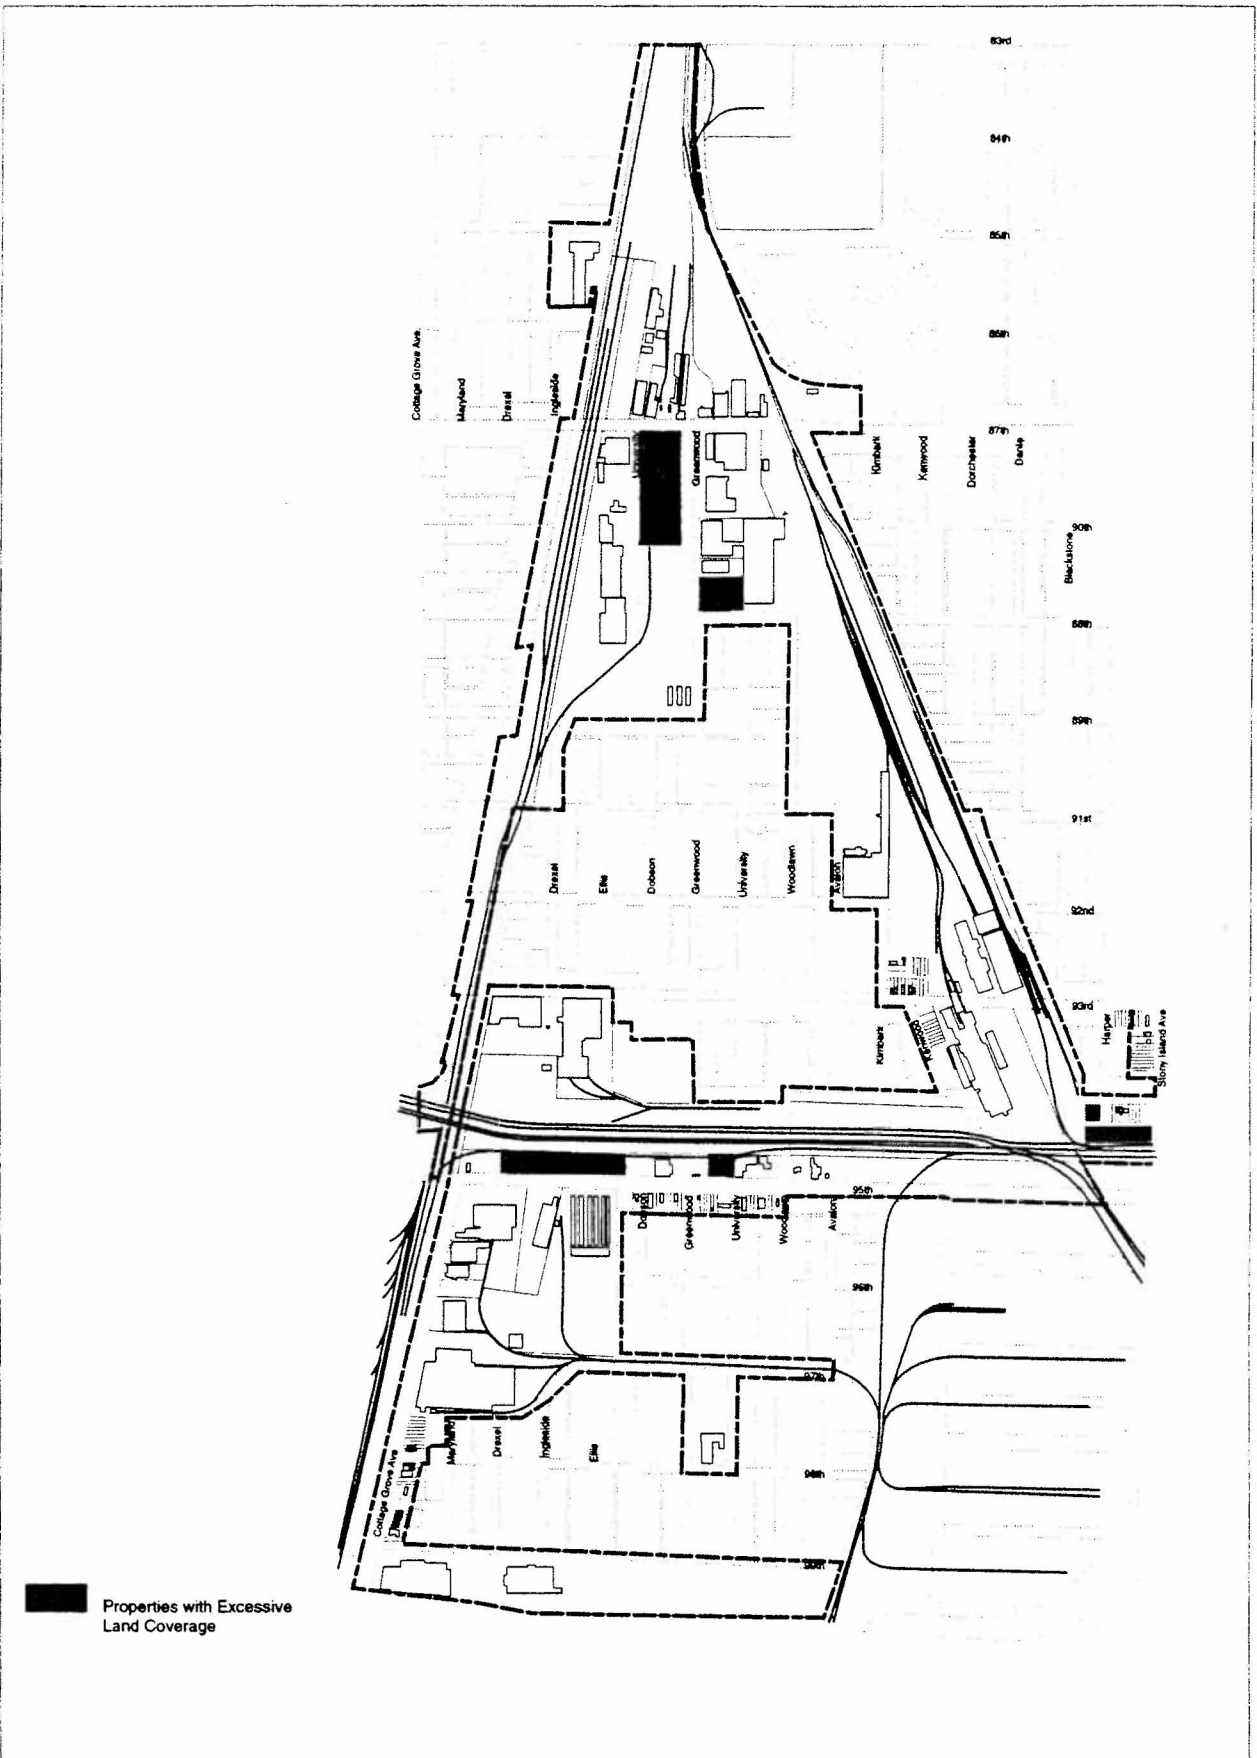 83rd
84th
85th
86th
Cottage Grove Ave.
Maryland
Drexel
Ingleside
87th
Greenwood
Kimbark
Kenwood
Dorchester
Dante
90th
Blackstone
88th
89th
91st
Drexel
Ellis
Dobson
Greenwood
University
Woodlawn
Avalon
92nd
93rd
Kimbark
Kenwood
Harper
Stony Island Ave
95th
Dobson
Greenwood
University
Woodlawn
Avalon
96th
97th
Maryland
Drexel
Ingleside
Ellis
98th
Cottage Grove Ave
99th
Properties with Excessive
Land Coverage